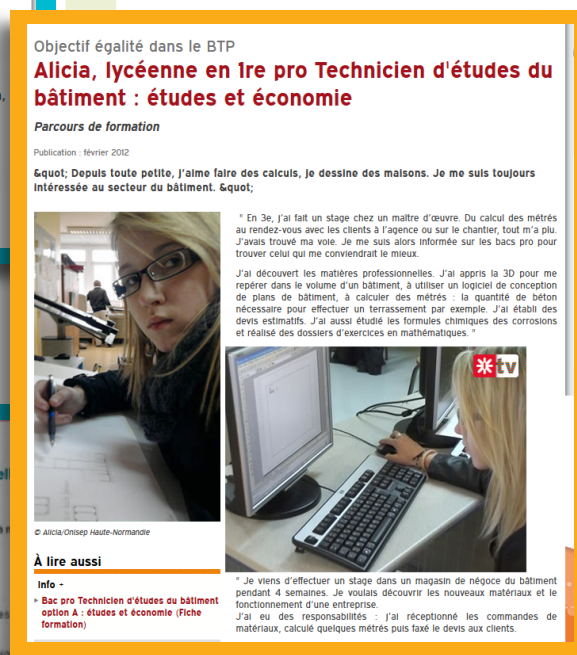 Objectif égalité dans le BTP
Alicia, lycéenne en 1re pro Technicien d'études du
bâtiment : études et économie
Parcours de formation
Publication : février 2012
&quot; Depuis toute petite, j'aime faire des calculs, je dessine des maisons. Je me suis toujours
intéressée au secteur du bâtiment. &quot;
" En 3e, j'ai fait un stage chez un maître d'œuvre. Du calcul des métrés
au rendez-vous avec les clients à l'agence ou sur le chantier, tout m'a plu.
J'avais trouvé ma voie. Je me suis alors informée sur les bacs pro pour
trouver celui qui me conviendrait le mieux.
J'ai découvert les matières professionnelles. J'ai appris la 3D pour me
repérer dans le volume d'un bâtiment, à utiliser un logiciel de conception
de plans de bâtiment, à calculer des métrés : la quantité de béton
nécessaire pour effectuer un terrassement par exemple. J'ai établi des
devis estimatifs. J'ai aussi étudié les formules chimiques des corrosions
et réalisé des dossiers d'exercices en mathématiques. "
tv
© Alicia/Onisep Haute-Normandie
À lire aussi
Info -
Bac pro Technicien d'études du bâtiment
option A : études et économie (Fiche
formation)
" Je viens d'effectuer un stage dans un magasin de négoce du bâtiment
pendant 4 semaines. Je voulais découvrir les nouveaux matériaux et le
fonctionnement d'une entreprise.
J'ai eu des responsabilités : j'ai réceptionné les commandes de
matériaux, calculé quelques métrés puis faxé le devis aux clients.